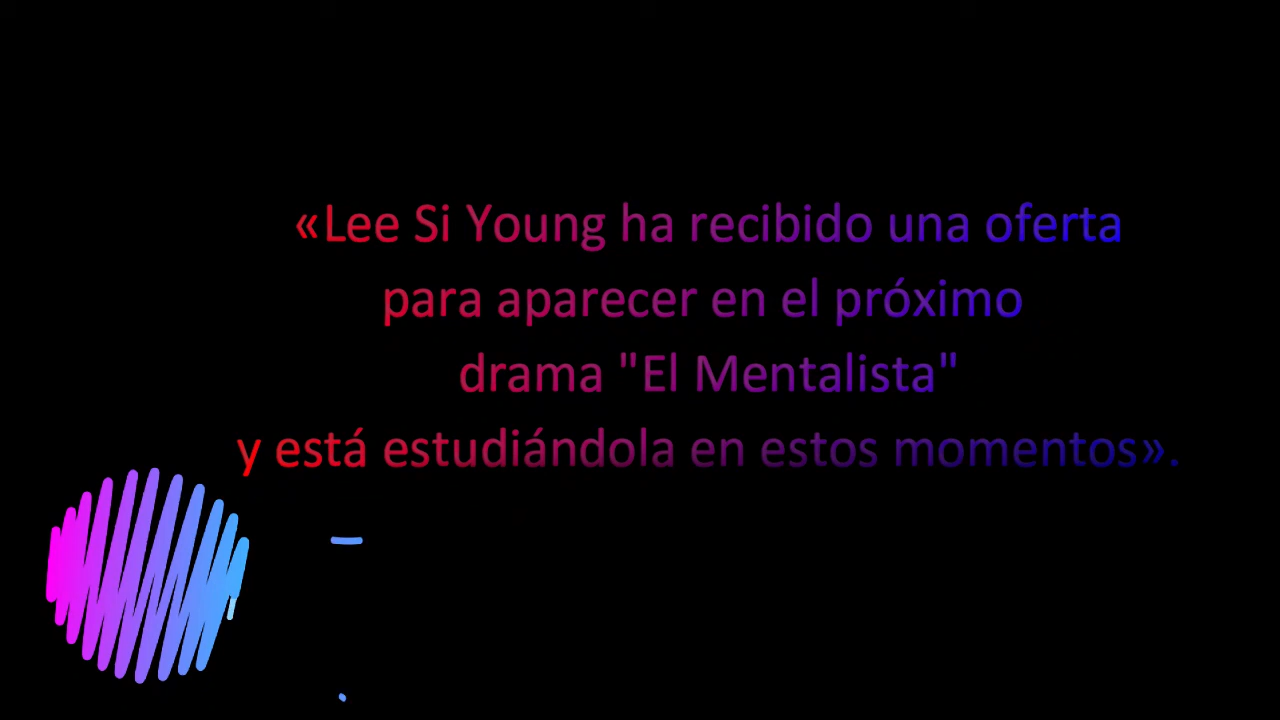 «Lee Si Young ha recibido una oferta
para aparecer en el próximo
drama "El Mentalista"
y está estudiándola en estos momentos».